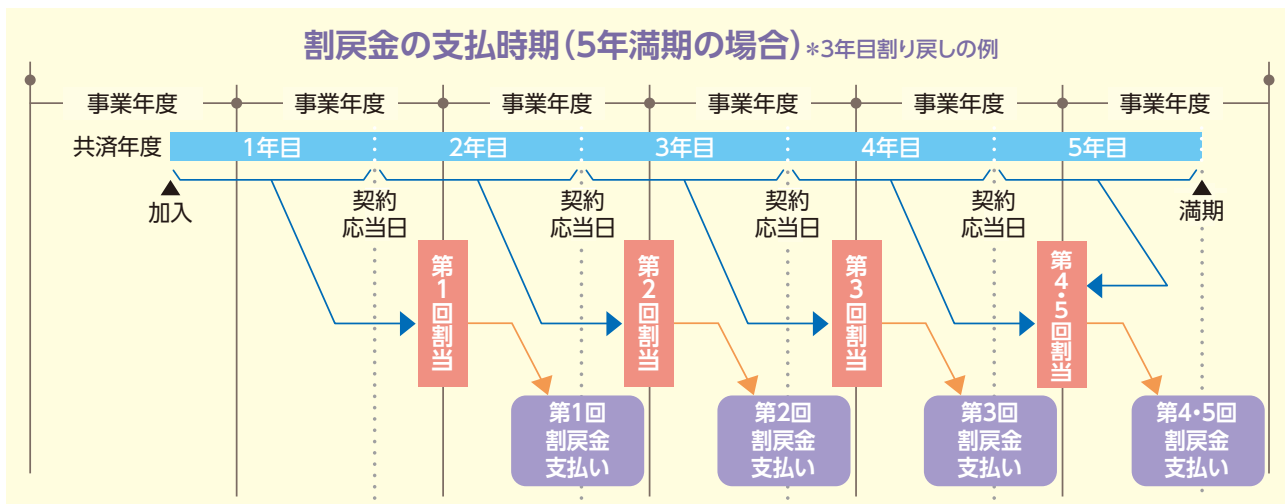 割戻金の支払時期(5年満期の場合)*3年目割り戻しの例
事業年度 事業年度 事業年度 事業年度 事業年度 事業年度
共済年度 1年目 2年目 3年目 4年目 5年目
▲ 加入
契約
応当日
契約
応当日
契約
応当日
契約
応当日
▲ 満期
第1回割当
第2回割当
第3回割当
第4・5回割当
第1回
割戻金
支払い
第2回
割戻金
支払い
第3回
割戻金
支払い
第4・5回
割戻金
支払い